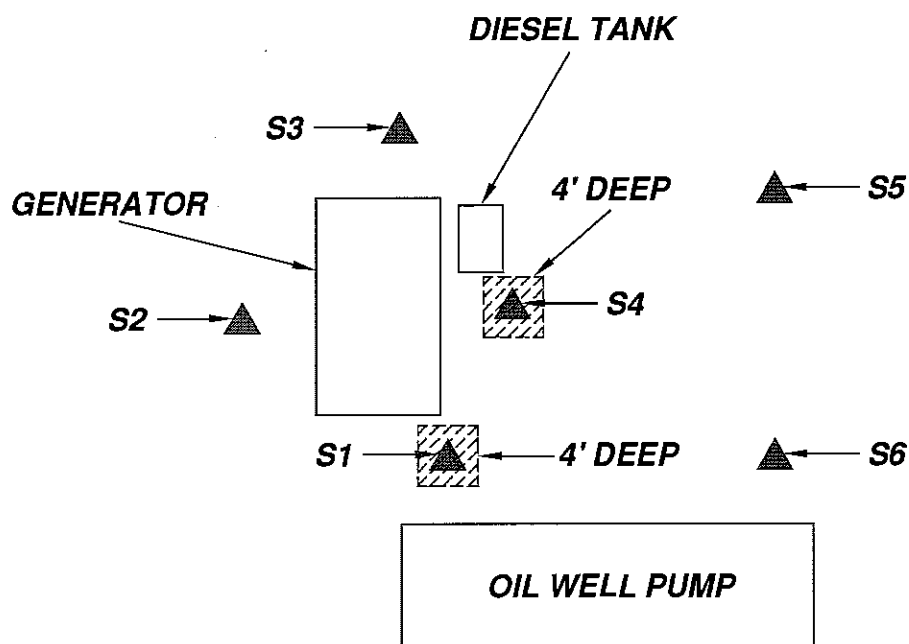 DIESEL TANK
S3
4' DEEP
S5
GENERATOR
S2
S4
S1
4' DEEP
S6
OIL WELL PUMP